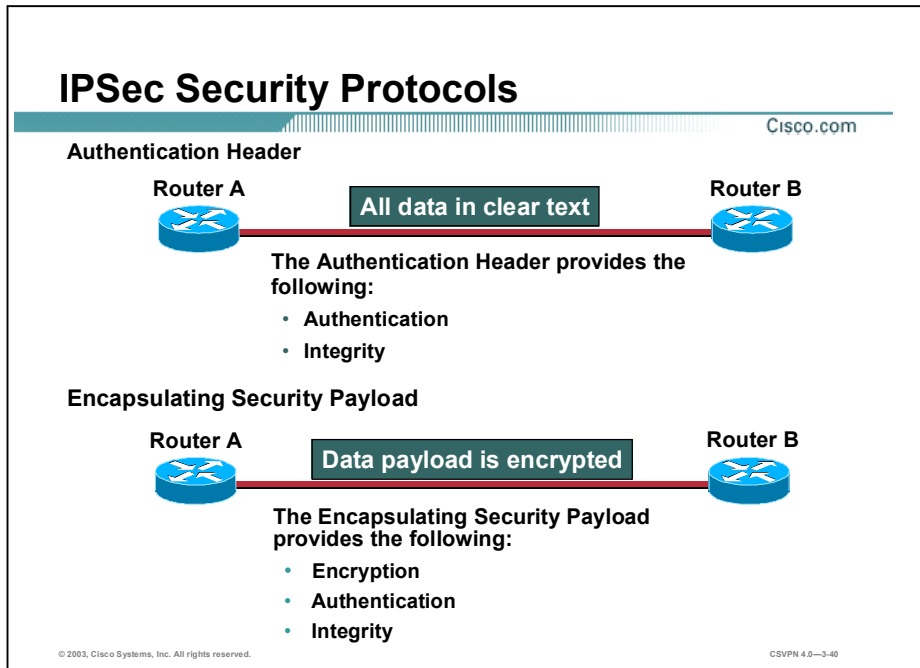 IPSec Security Protocols
Cisco.com
Authentication Header
Router A
All data in clear text
Router B
The Authentication Header provides the
following:
• Authentication
• Integrity
Encapsulating Security Payload
Router A
Data payload is encrypted
Router B
The Encapsulating Security Payload
provides the following:
• Encryption
• Authentication
• Integrity
© 2003, Cisco Systems, Inc. All rights reserved.
CSVPN 4.0—3-40